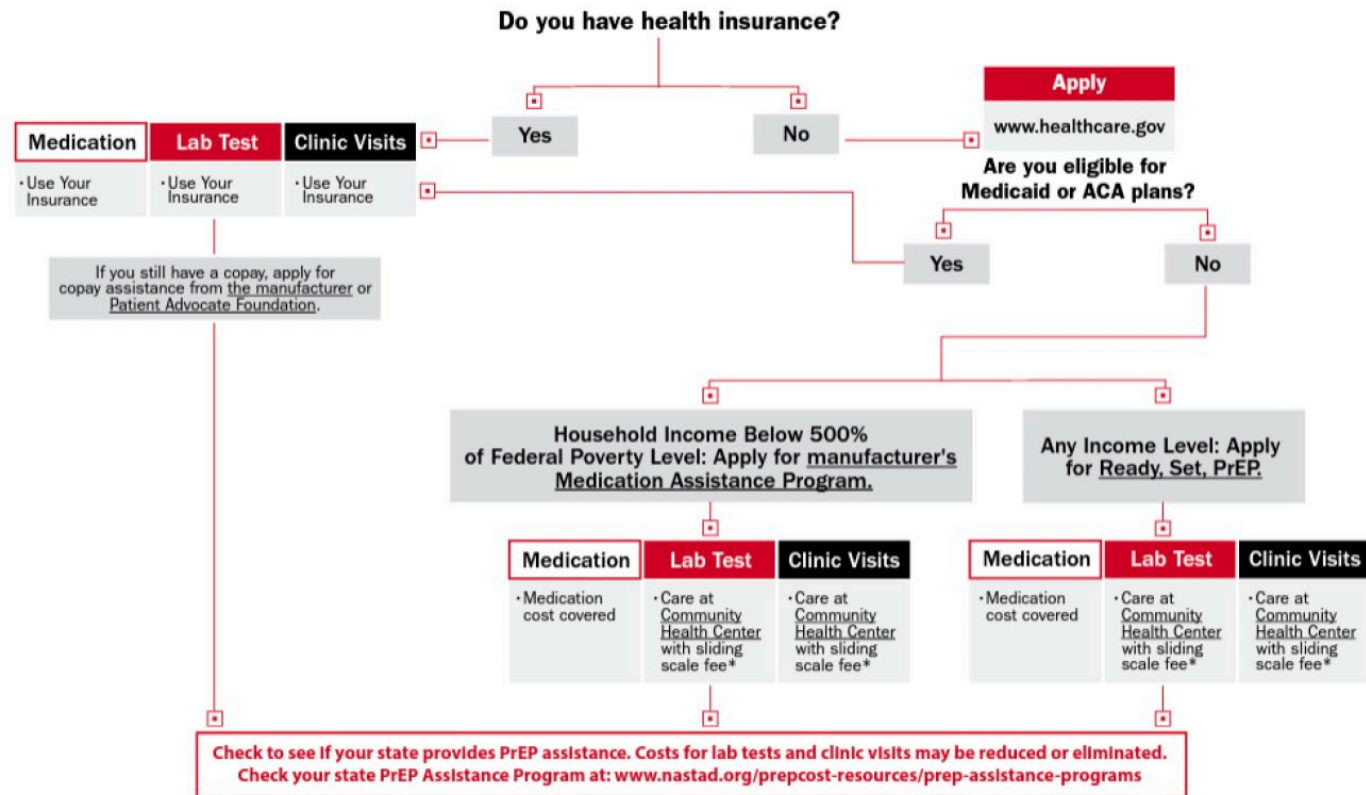 Do you have health insurance?
Yes
No
Apply
www.healthcare.gov
Medication
Lab Test
Clinic Visits
· Use Your
Insurance
· Use Your
Insurance
· Use Your
Insurance
Are you eligible for
Medicaid or ACA plans?
Yes
No
If you still have a copay, apply for
copay assistance from the manufacturer or
Patient Advocate Foundation.
Household Income Below 500%
of Federal Poverty Level: Apply for manufacturer's
Medication Assistance Program.
Any Income Level: Apply
for Ready, Set, PrEP.
Medication
Lab Test
Clinic Visits
· Medication
cost covered
· Care at
Community
Health Center
with sliding
scale fee*
· Care at
Community
Health Center
with sliding
scale fee*
Medication
Lab Test
Clinic Visits
· Medication
cost covered
· Care at
Community
Health Center
with sliding
scale fee*
· Care at
Community
Health Center
with sliding
scale fee*
Check to see if your state provides PrEP assistance. Costs for lab tests and clinic visits may be reduced or eliminated.
Check your state PrEP Assistance Program at: www.nastad.org/prepcost-resources/prep-assistance-programs